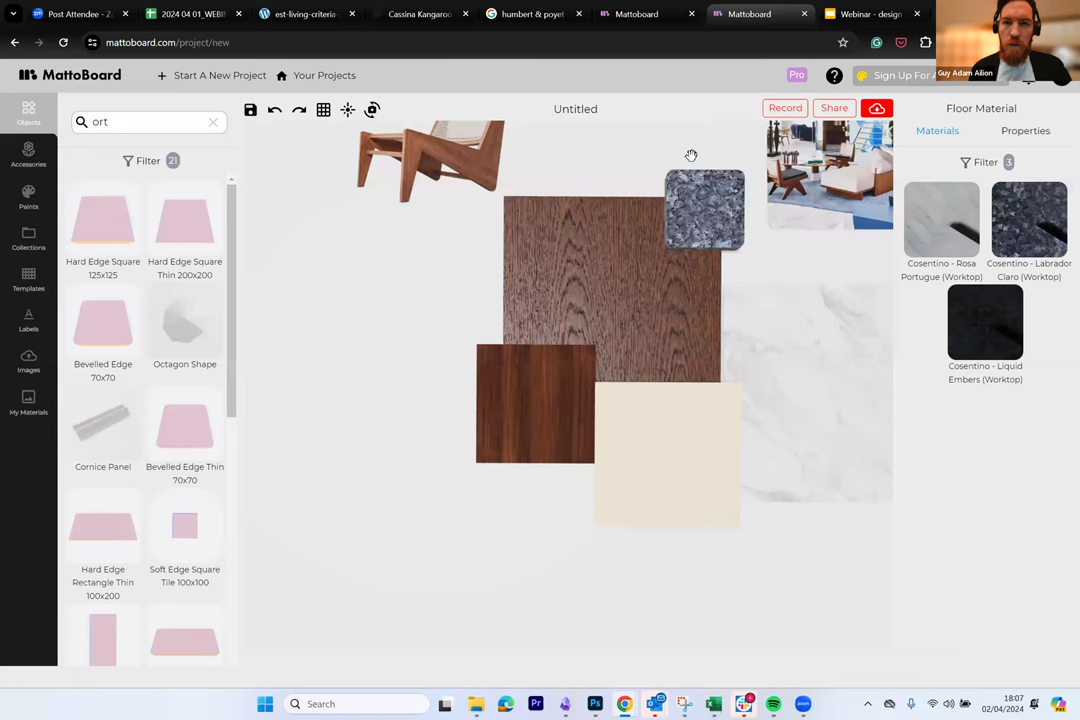 Post Attendee - Z
2024 04 01_WEBI
est-living-criteria-
Cassina Kangaroo
humbert & poyet
Mattoboard
Mattoboard
Webinar - design
mattoboard.com/project/new
Guy Adam Ailion
MattoBoard
Start A New Project
Your Projects
Pro
?
Sign Up For A
Objects
Accessories
Paints
Collections
Templates
Labels
Images
My Materials
ort
Filter 21
Hard Edge Square
125x125
Hard Edge Square
Thin 200x200
Bevelled Edge
70x70
Octagon Shape
Cornice Panel
Bevelled Edge Thin
70x70
Hard Edge
Rectangle Thin
100x200
Soft Edge Square
Tile 100x100
Untitled
Record
Share
Floor Material
Materials
Properties
Filter 3
Cosentino - Rosa
Portugue (Worktop)
Cosentino - Labrador
Claro (Worktop)
Cosentino - Liquid
Embers (Worktop)
Search
18:07
02/04/2024